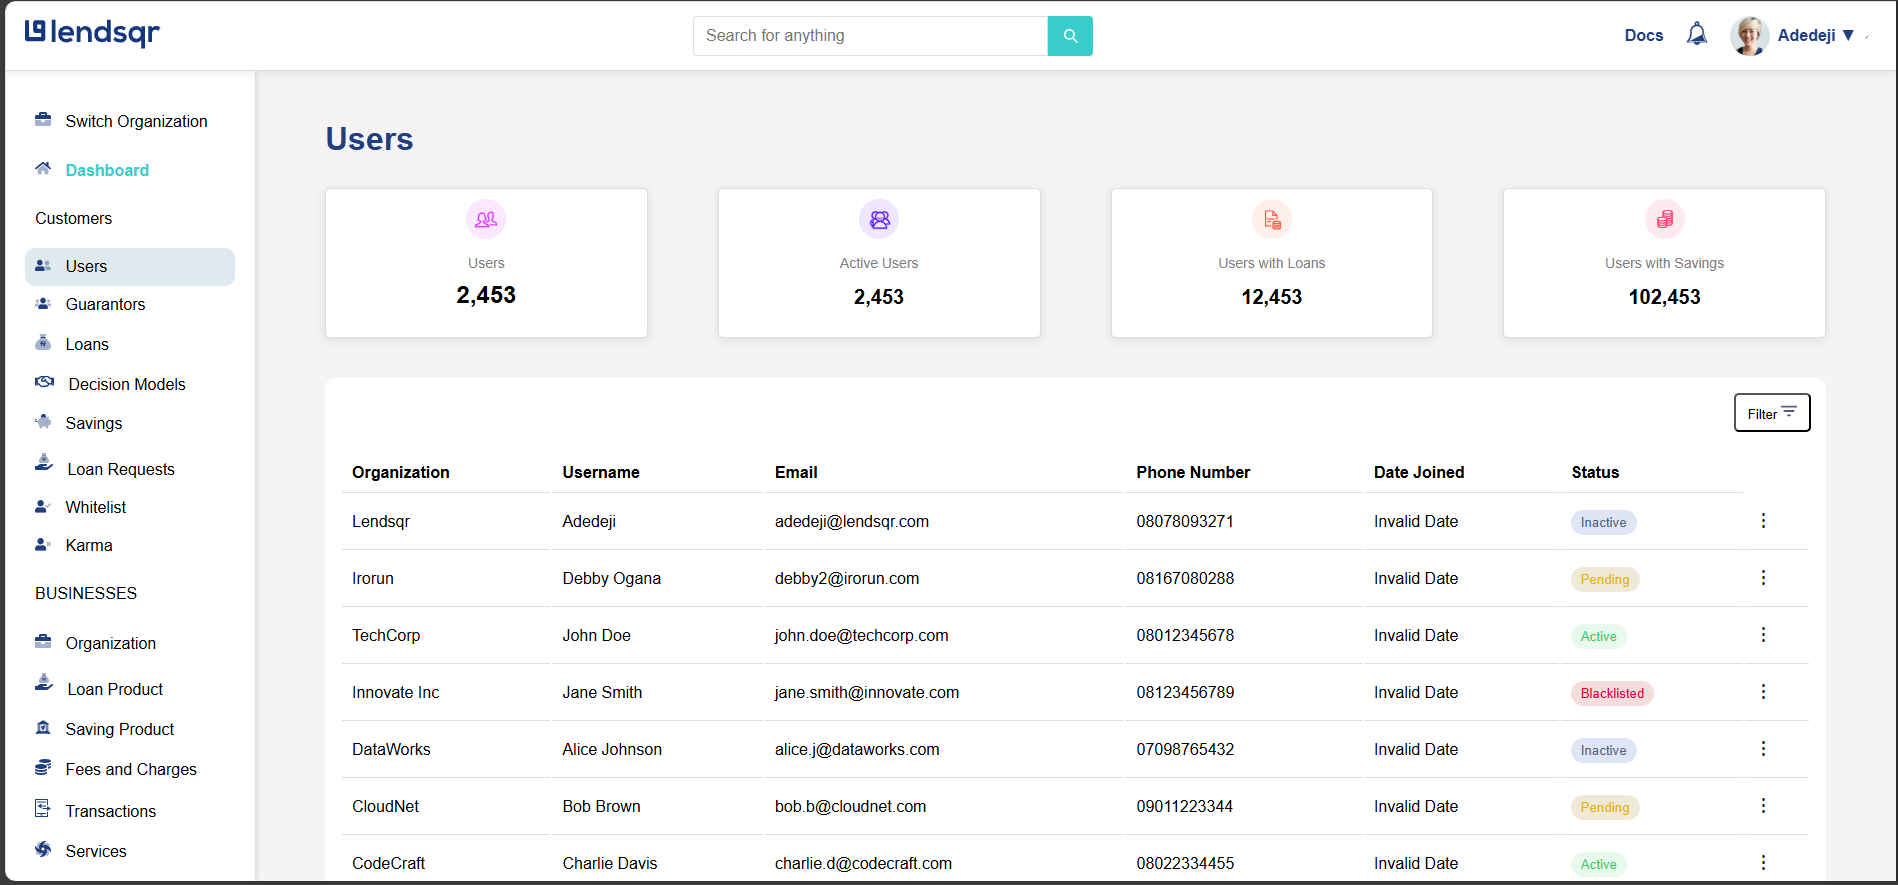 lendsqr
Search for anything
Docs
Adedeji ▼
Switch Organization
Dashboard
Customers
Users
Guarantors
Loans
Decision Models
Savings
Loan Requests
Whitelist
Karma
BUSINESSES
Organization
Loan Product
Saving Product
Fees and Charges
Transactions
Services
Users
Users
2,453
Active Users
2,453
Users with Loans
12,453
Users with Savings
102,453
Filter
Organization Username Email Phone Number Date Joined Status
Lendsqr Adedeji adedeji@lendsqr.com 08078093271 Invalid Date Inactive
Irorun Debby Ogana debby2@irorun.com 08167080288 Invalid Date Pending
TechCorp John Doe john.doe@techcorp.com 08012345678 Invalid Date Active
Innovate Inc Jane Smith jane.smith@innovate.com 08123456789 Invalid Date Blacklisted
DataWorks Alice Johnson alice.j@dataworks.com 07098765432 Invalid Date Inactive
CloudNet Bob Brown bob.b@cloudnet.com 09011223344 Invalid Date Pending
CodeCraft Charlie Davis charlie.d@codecraft.com 08022334455 Invalid Date Active